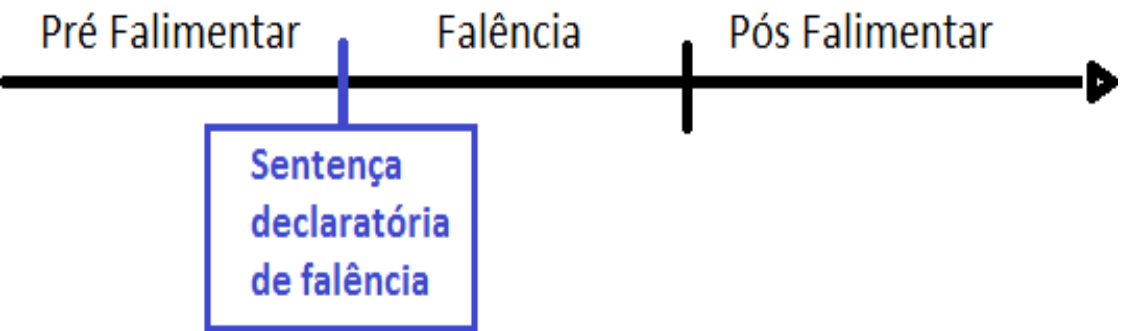 Pré Falimentar Falência Pós Falimentar
Sentença
declaratória
de falência